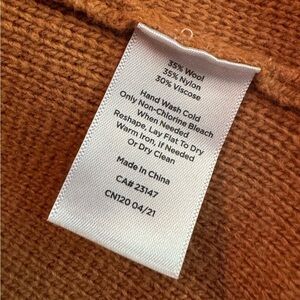 35% Wool
35% Nylon
30% Viscose
Hand Wash Cold
Only Non-Chlorine Bleach
When Needed
Reshape, Lay Flat To Dry
Warm Iron, If Needed
Or Dry Clean
Made In China
CA# 23147
CN120 04/21